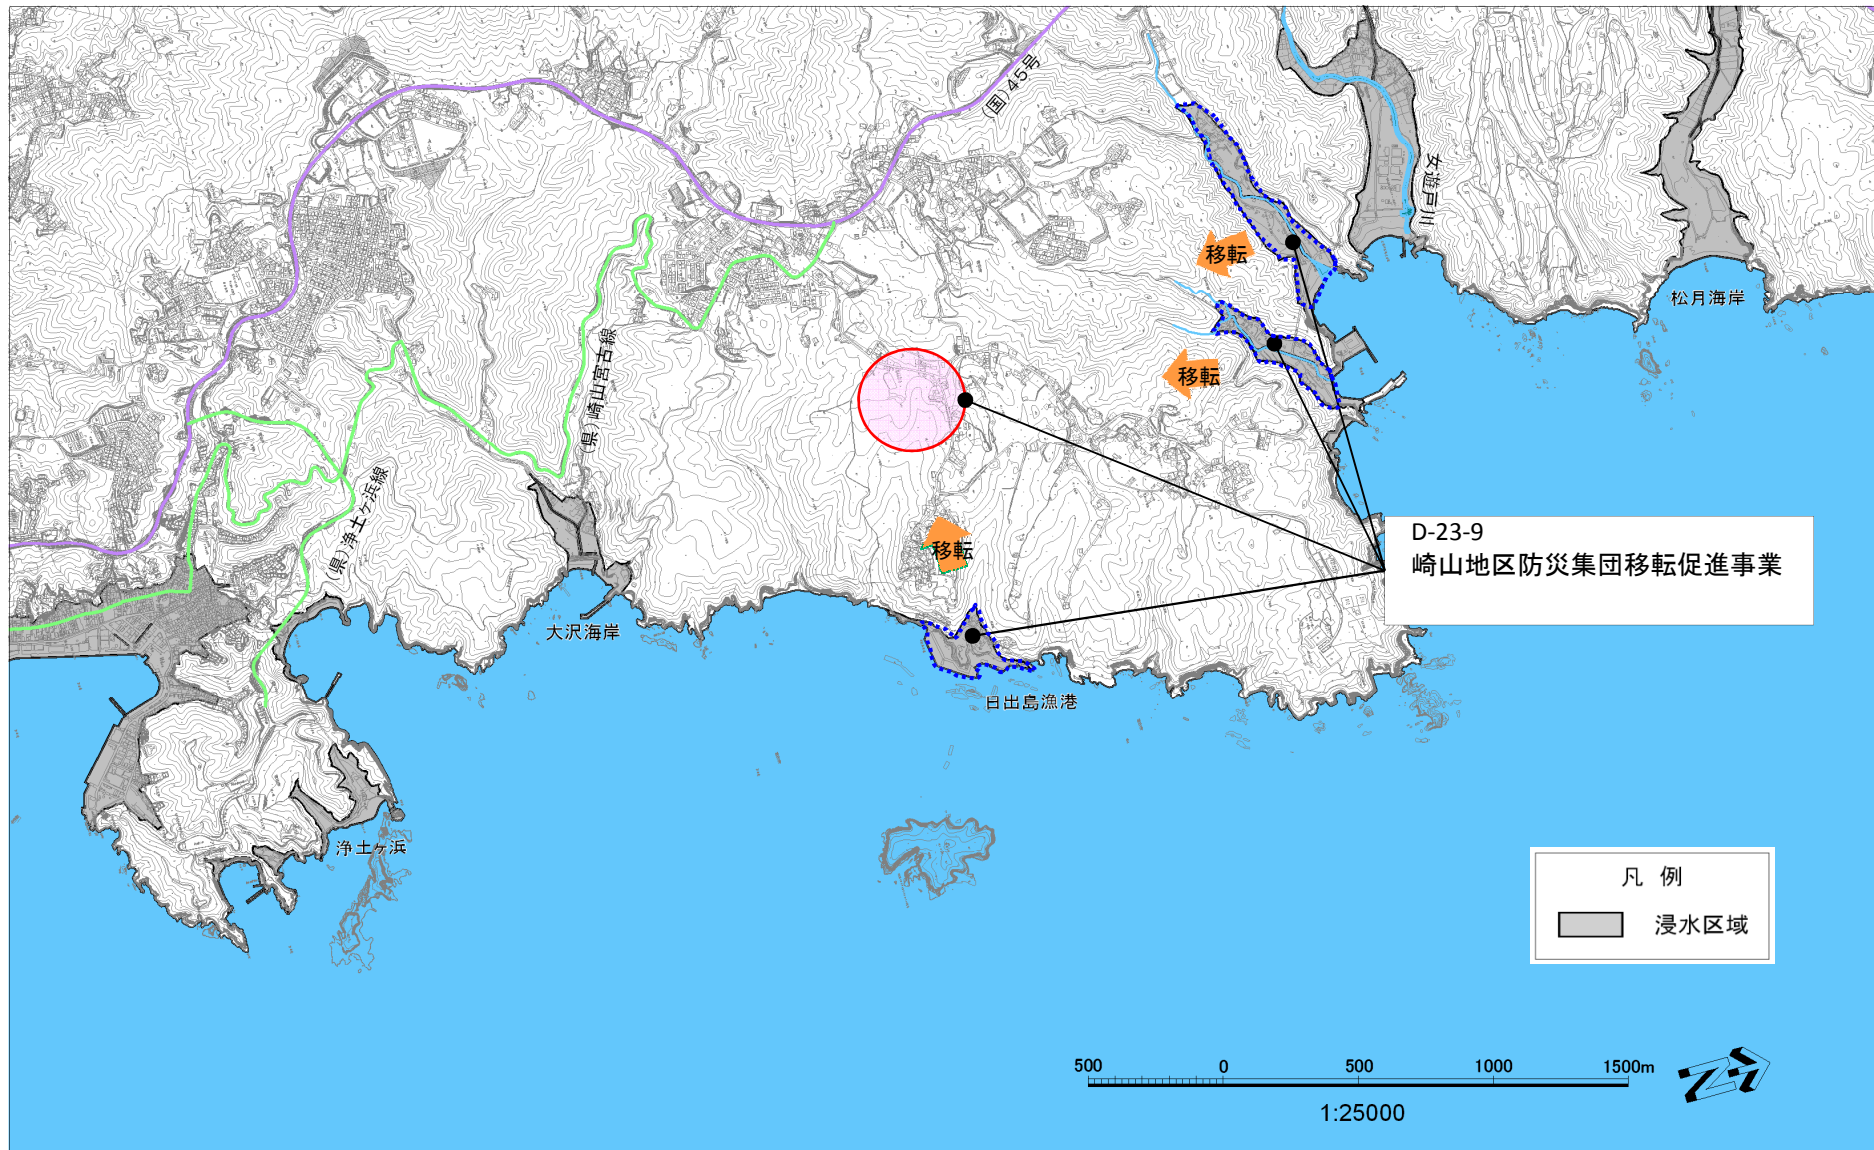 (国)45号
女遊戸川
移転
松月海岸
(県)崎山宮古線
移転
(県)浄土ヶ浜線
D-23-9
崎山地区防災集団移転促進事業
移転
大沢海岸
日出島漁港
浄土ヶ浜
凡 例
浸水区域
500 0 500 1000 1500m
1:25000